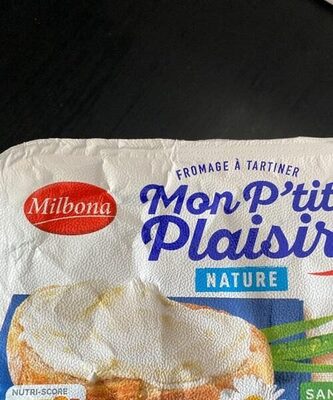 FROMAGE À TARTINER
Milbona
Mon P'tit
Plaisir
NATURE
NUTRI-SCORE